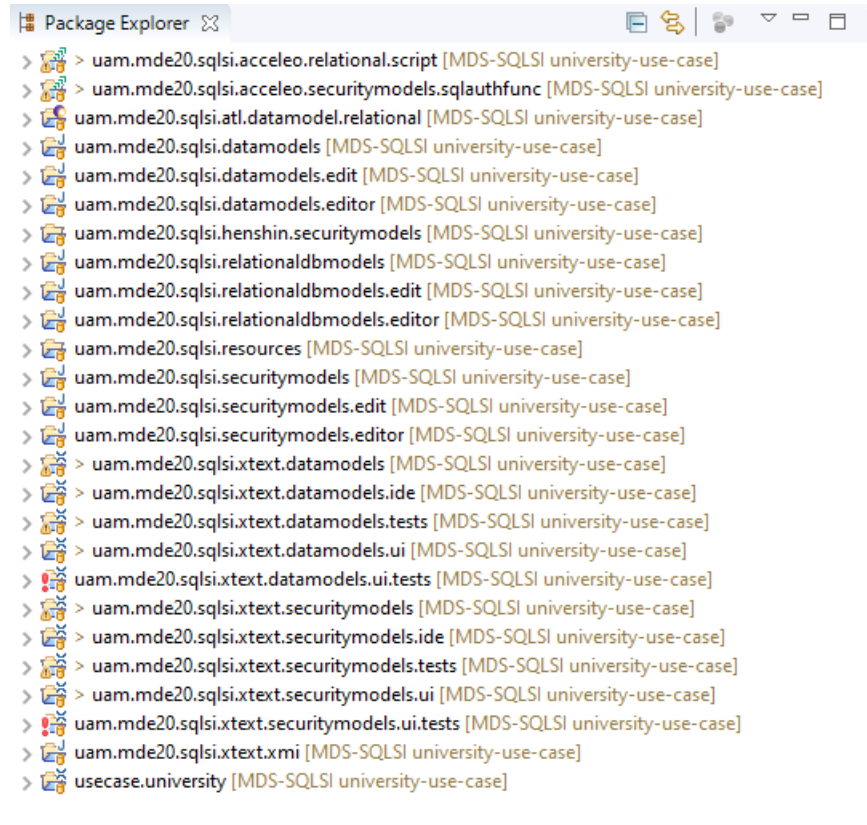 Package Explorer
> uam.mde20.sqlsi.acceleo.relational.script [MDS-SQLSI university-use-case]
> uam.mde20.sqlsi.acceleo.securitymodels.sqlauthfunc [MDS-SQLSI university-use-case]
uam.mde20.sqlsi.atl.datamodel.relational [MDS-SQLSI university-use-case]
uam.mde20.sqlsi.datamodels [MDS-SQLSI university-use-case]
uam.mde20.sqlsi.datamodels.edit [MDS-SQLSI university-use-case]
uam.mde20.sqlsi.datamodels.editor [MDS-SQLSI university-use-case]
uam.mde20.sqlsi.henshin.securitymodels [MDS-SQLSI university-use-case]
uam.mde20.sqlsi.relationaldbmodels [MDS-SQLSI university-use-case]
uam.mde20.sqlsi.relationaldbmodels.edit [MDS-SQLSI university-use-case]
uam.mde20.sqlsi.relationaldbmodels.editor [MDS-SQLSI university-use-case]
uam.mde20.sqlsi.resources [MDS-SQLSI university-use-case]
uam.mde20.sqlsi.securitymodels [MDS-SQLSI university-use-case]
uam.mde20.sqlsi.securitymodels.edit [MDS-SQLSI university-use-case]
uam.mde20.sqlsi.securitymodels.editor [MDS-SQLSI university-use-case]
> uam.mde20.sqlsi.xtext.datamodels [MDS-SQLSI university-use-case]
> uam.mde20.sqlsi.xtext.datamodels.ide [MDS-SQLSI university-use-case]
> uam.mde20.sqlsi.xtext.datamodels.tests [MDS-SQLSI university-use-case]
> uam.mde20.sqlsi.xtext.datamodels.ui [MDS-SQLSI university-use-case]
uam.mde20.sqlsi.xtext.datamodels.ui.tests [MDS-SQLSI university-use-case]
> uam.mde20.sqlsi.xtext.securitymodels [MDS-SQLSI university-use-case]
> uam.mde20.sqlsi.xtext.securitymodels.ide [MDS-SQLSI university-use-case]
> uam.mde20.sqlsi.xtext.securitymodels.tests [MDS-SQLSI university-use-case]
> uam.mde20.sqlsi.xtext.securitymodels.ui [MDS-SQLSI university-use-case]
uam.mde20.sqlsi.xtext.securitymodels.ui.tests [MDS-SQLSI university-use-case]
uam.mde20.sqlsi.xtext.xmi [MDS-SQLSI university-use-case]
usecase.university [MDS-SQLSI university-use-case]